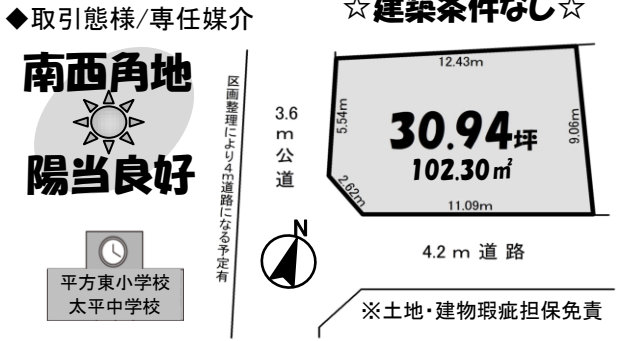 ◆取引態様/専任媒介
☆建築条件なし☆
南西角地
陽当良好
区画整理により4m道路になる予定有
3.6m公道
12.43m
5.54m
30.94坪
102.30㎡
9.06m
2.62m
11.09m
N
4.2 m 道路
平方東小学校
太平中学校
※土地・建物瑕疵担保免責